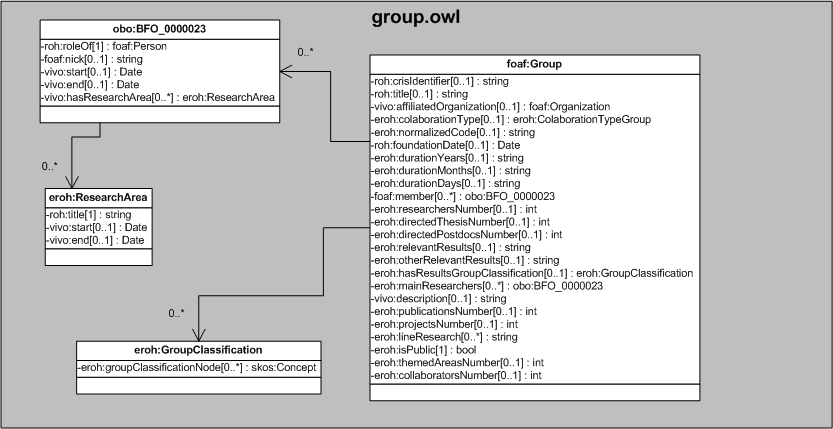 group.owl
obo:BFO_0000023
-roh:roleOf[1] : foaf:Person
-foaf:nick[0..1] : string
-vivo:start[0..1] : Date
-vivo:end[0..1] : Date
-vivo:hasResearchArea[0..*] : eroh:ResearchArea
0..*
foaf:Group
-roh:crisIdentifier[0..1] : string
-roh:title[0..1] : string
-vivo:affiliatedOrganization[0..1] : foaf:Organization
-eroh:colaborationType[0..1] : eroh:ColaborationTypeGroup
-eroh:normalizedCode[0..1] : string
-roh:foundationDate[0..1] : Date
-eroh:durationYears[0..1] : string
-eroh:durationMonths[0..1] : string
-eroh:durationDays[0..1] : string
-foaf:member[0..*] : obo:BFO_0000023
-eroh:researchersNumber[0..1] : int
-eroh:directedThesisNumber[0..1] : int
-eroh:directedPostdocsNumber[0..1] : int
-eroh:relevantResults[0..1] : string
-eroh:otherRelevantResults[0..1] : string
-eroh:hasResultsGroupClassification[0..1] : eroh:GroupClassification
-eroh:mainResearchers[0..*] : obo:BFO_0000023
-vivo:description[0..1] : string
-eroh:publicationsNumber[0..1] : int
-eroh:projectsNumber[0..1] : int
-eroh:lineResearch[0..*] : string
-eroh:isPublic[1] : bool
-eroh:themedAreasNumber[0..1] : int
-eroh:collaboratorsNumber[0..1] : int
0..*
eroh:ResearchArea
-roh:title[1] : string
-vivo:start[0..1] : Date
-vivo:end[0..1] : Date
0..*
eroh:GroupClassification
-eroh:groupClassificationNode[0..*] : skos:Concept